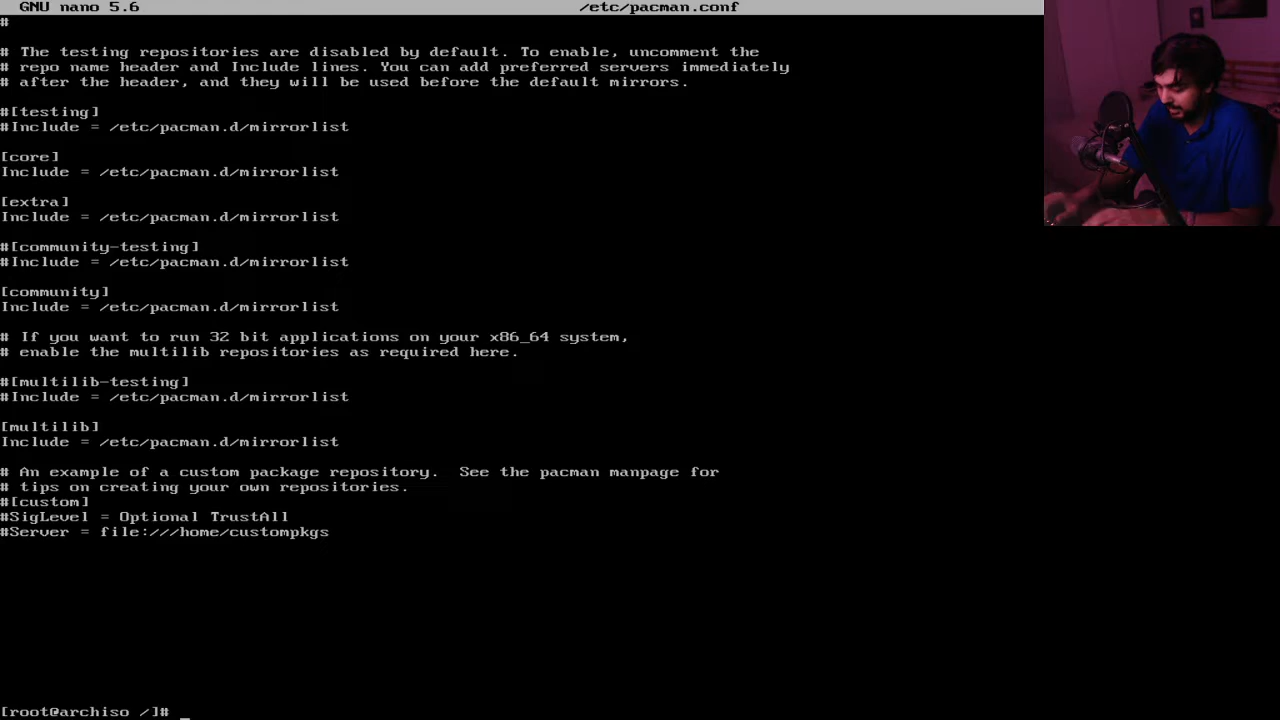 GNU nano 5.6 /etc/pacman.conf
#
# The testing repositories are disabled by default. To enable, uncomment the
# repo name header and Include lines. You can add preferred servers immediately
# after the header, and they will be used before the default mirrors.
#[testing]
#Include = /etc/pacman.d/mirrorlist
[core]
Include = /etc/pacman.d/mirrorlist
[extra]
Include = /etc/pacman.d/mirrorlist
#[community-testing]
#Include = /etc/pacman.d/mirrorlist
[community]
Include = /etc/pacman.d/mirrorlist
# If you want to run 32 bit applications on your x86_64 system,
# enable the multilib repositories as required here.
#[multilib-testing]
#Include = /etc/pacman.d/mirrorlist
[multilib]
Include = /etc/pacman.d/mirrorlist
# An example of a custom package repository.  See the pacman manpage for
# tips on creating your own repositories.
#[custom]
#SigLevel = Optional TrustAll
#Server = file:///home/custompkgs
[root@archiso /]# _